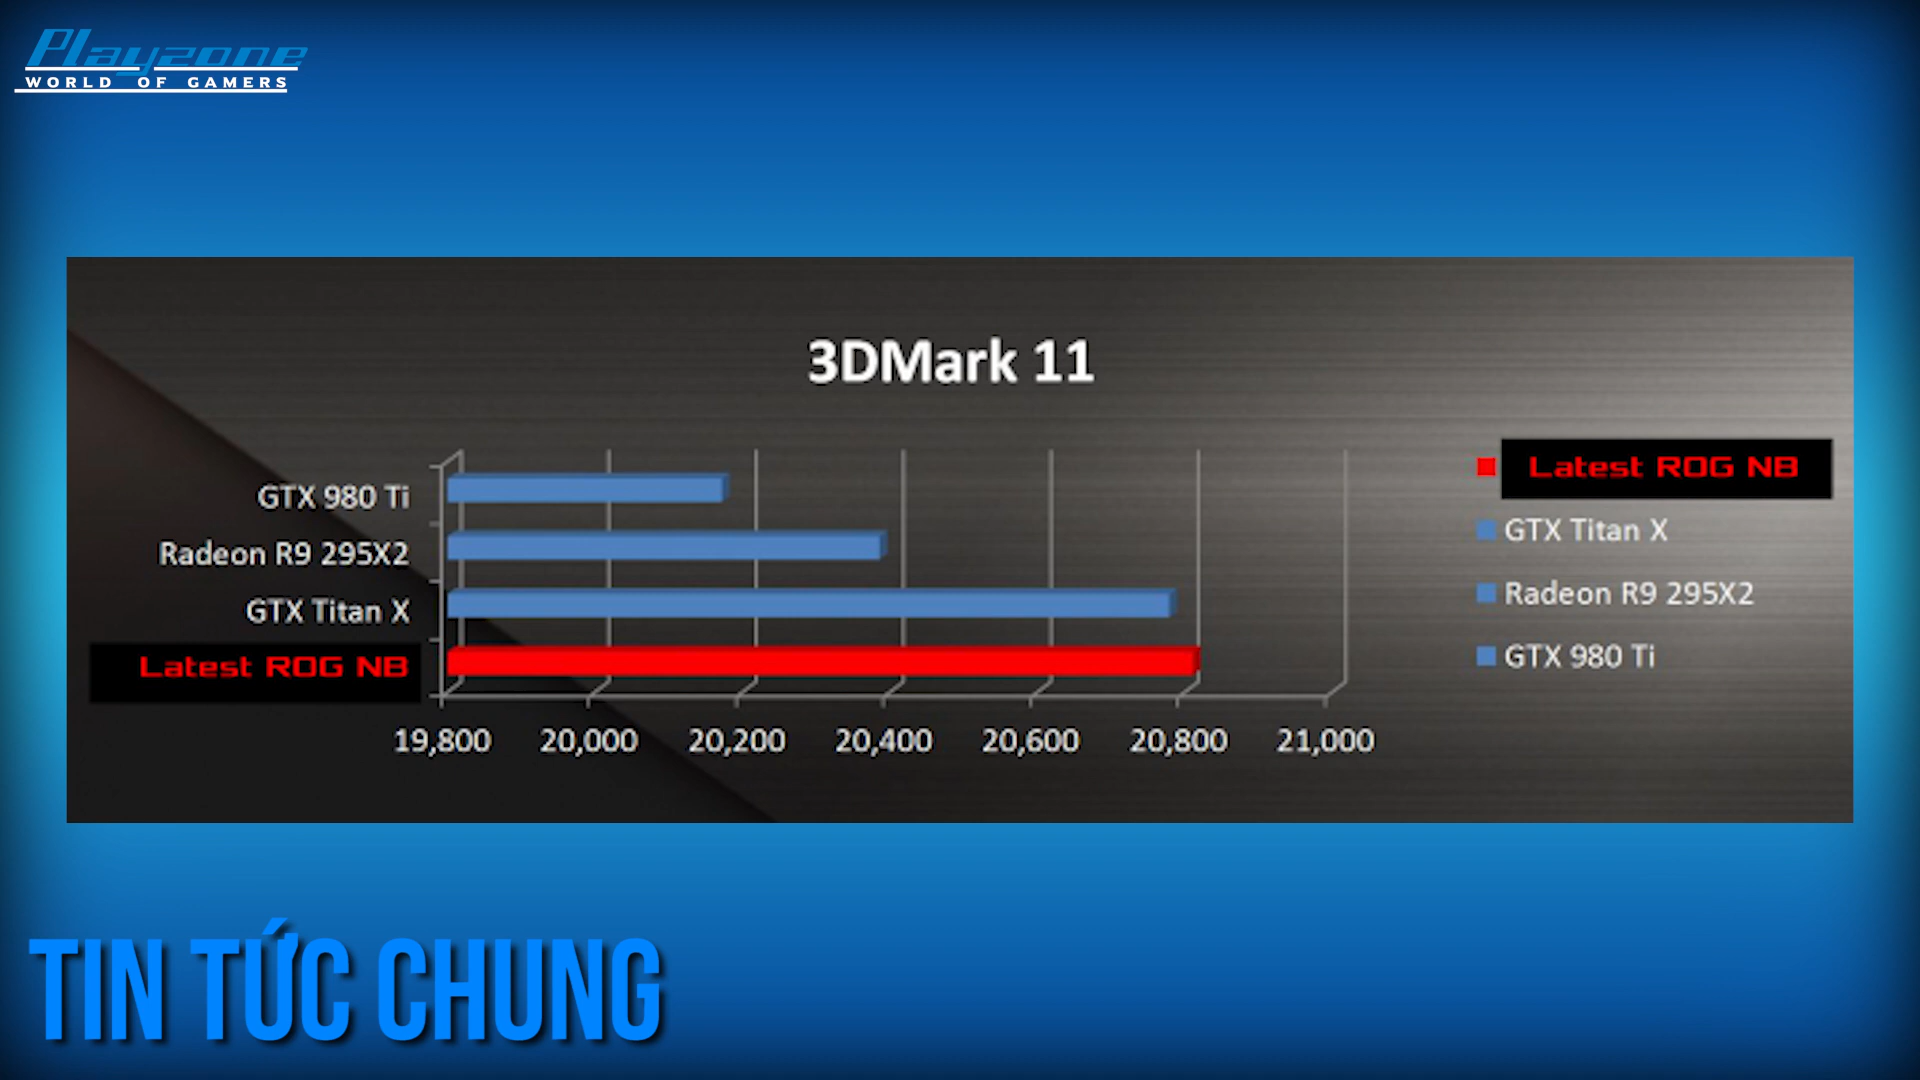 Playzone
WORLD OF GAMERS
3DMark 11
GTX 980 Ti
Radeon R9 295X2
GTX Titan X
Latest ROG NB
19,800 20,000 20,200 20,400 20,600 20,800 21,000
Latest ROG NB
GTX Titan X
Radeon R9 295X2
GTX 980 Ti
TIN TỨC CHUNG